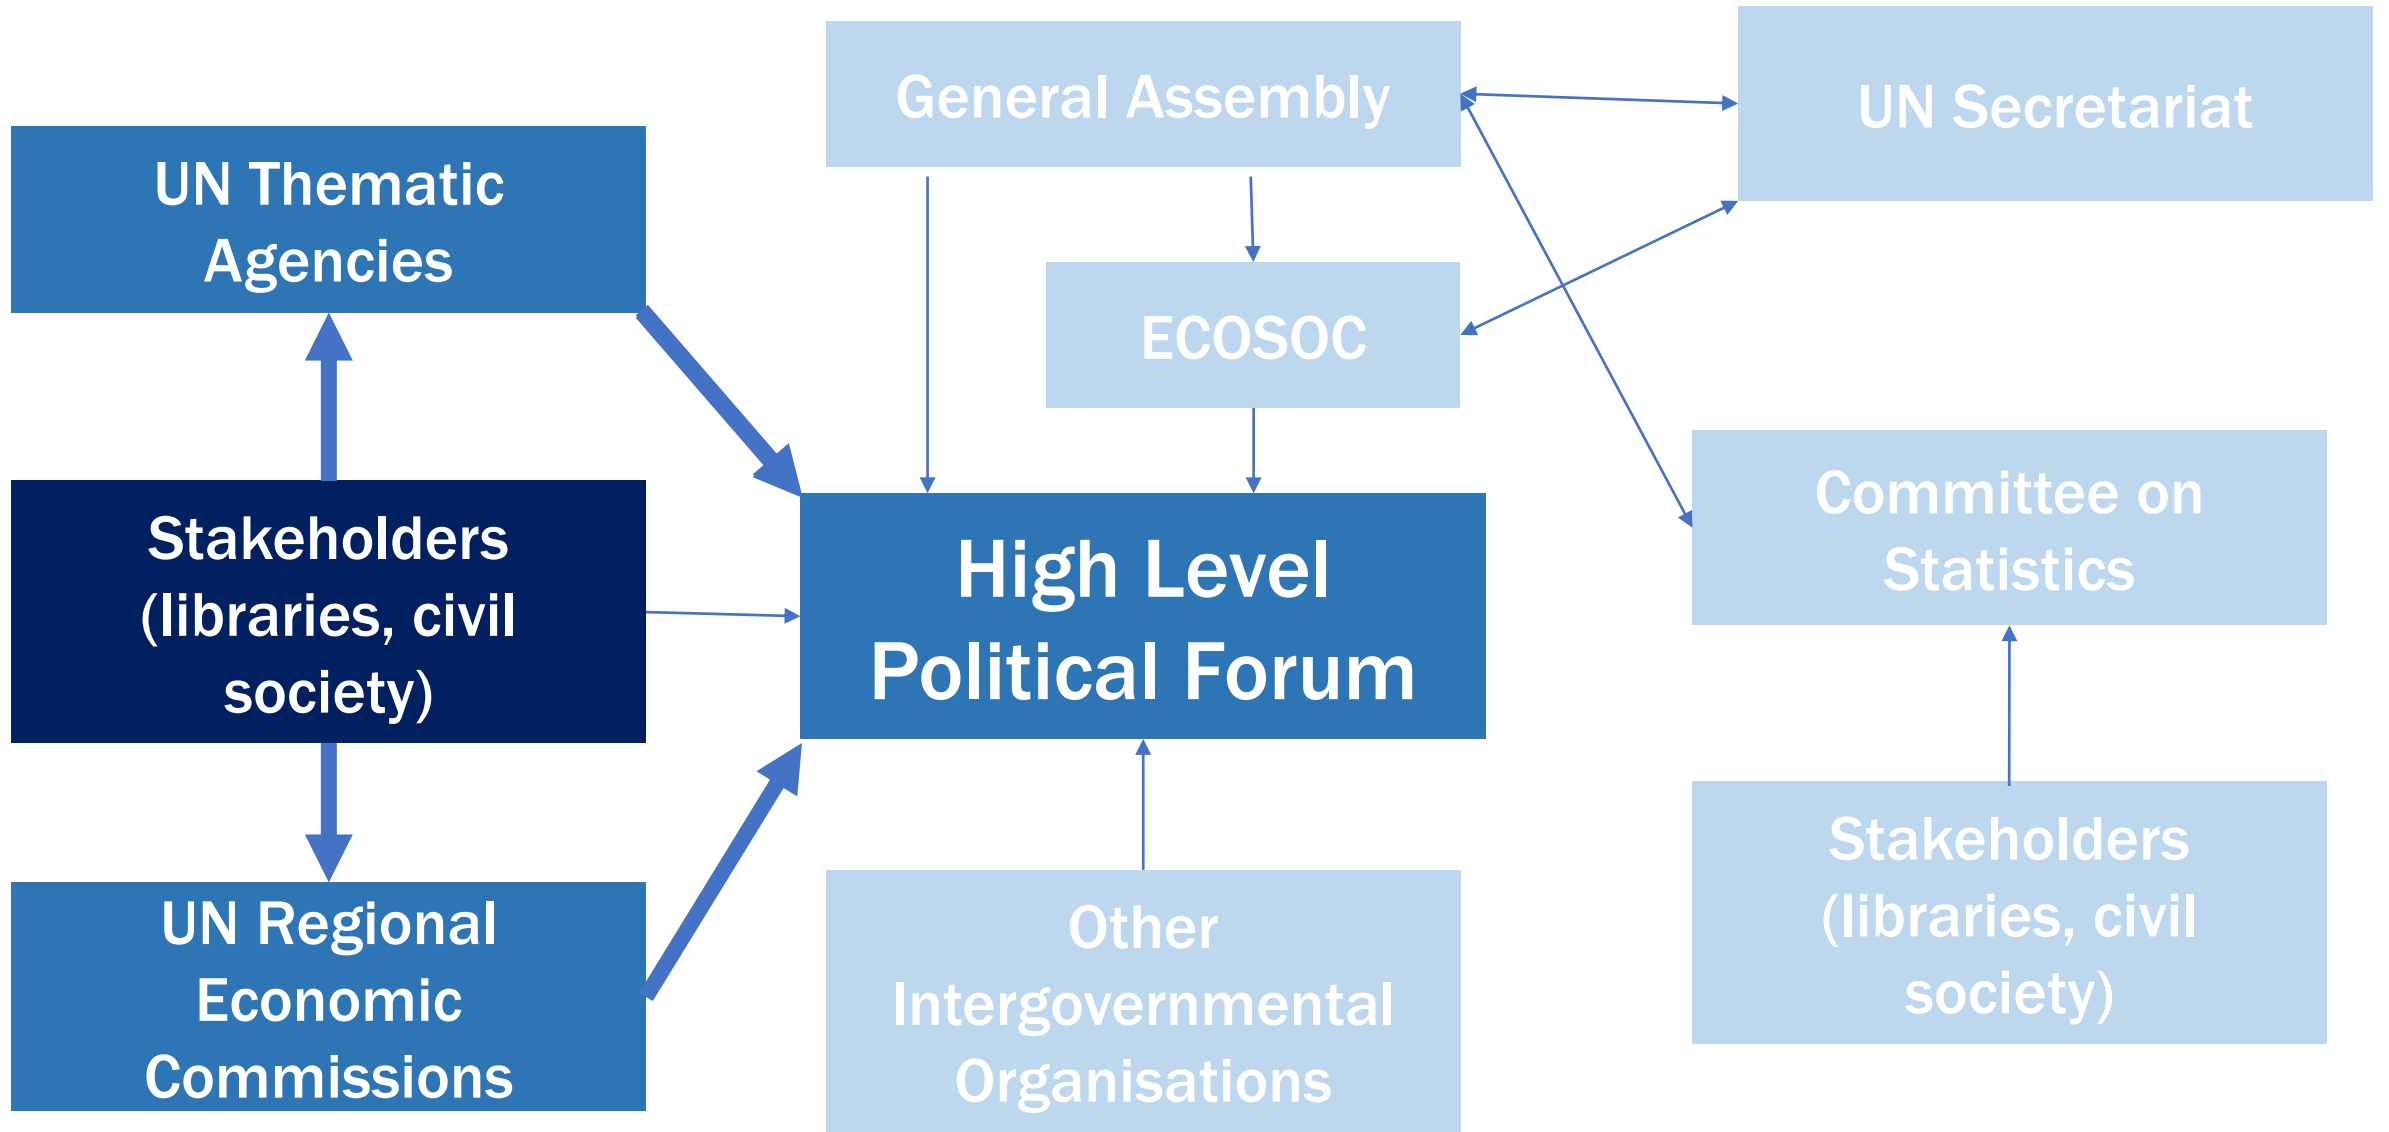 General Assembly
UN Secretariat
UN Thematic
Agencies
ECOSOC
Stakeholders
(libraries, civil
society)
High Level
Political Forum
Committee on
Statistics
UN Regional
Economic
Commissions
Other
Intergovernmental
Organisations
Stakeholders
(libraries, civil
society)